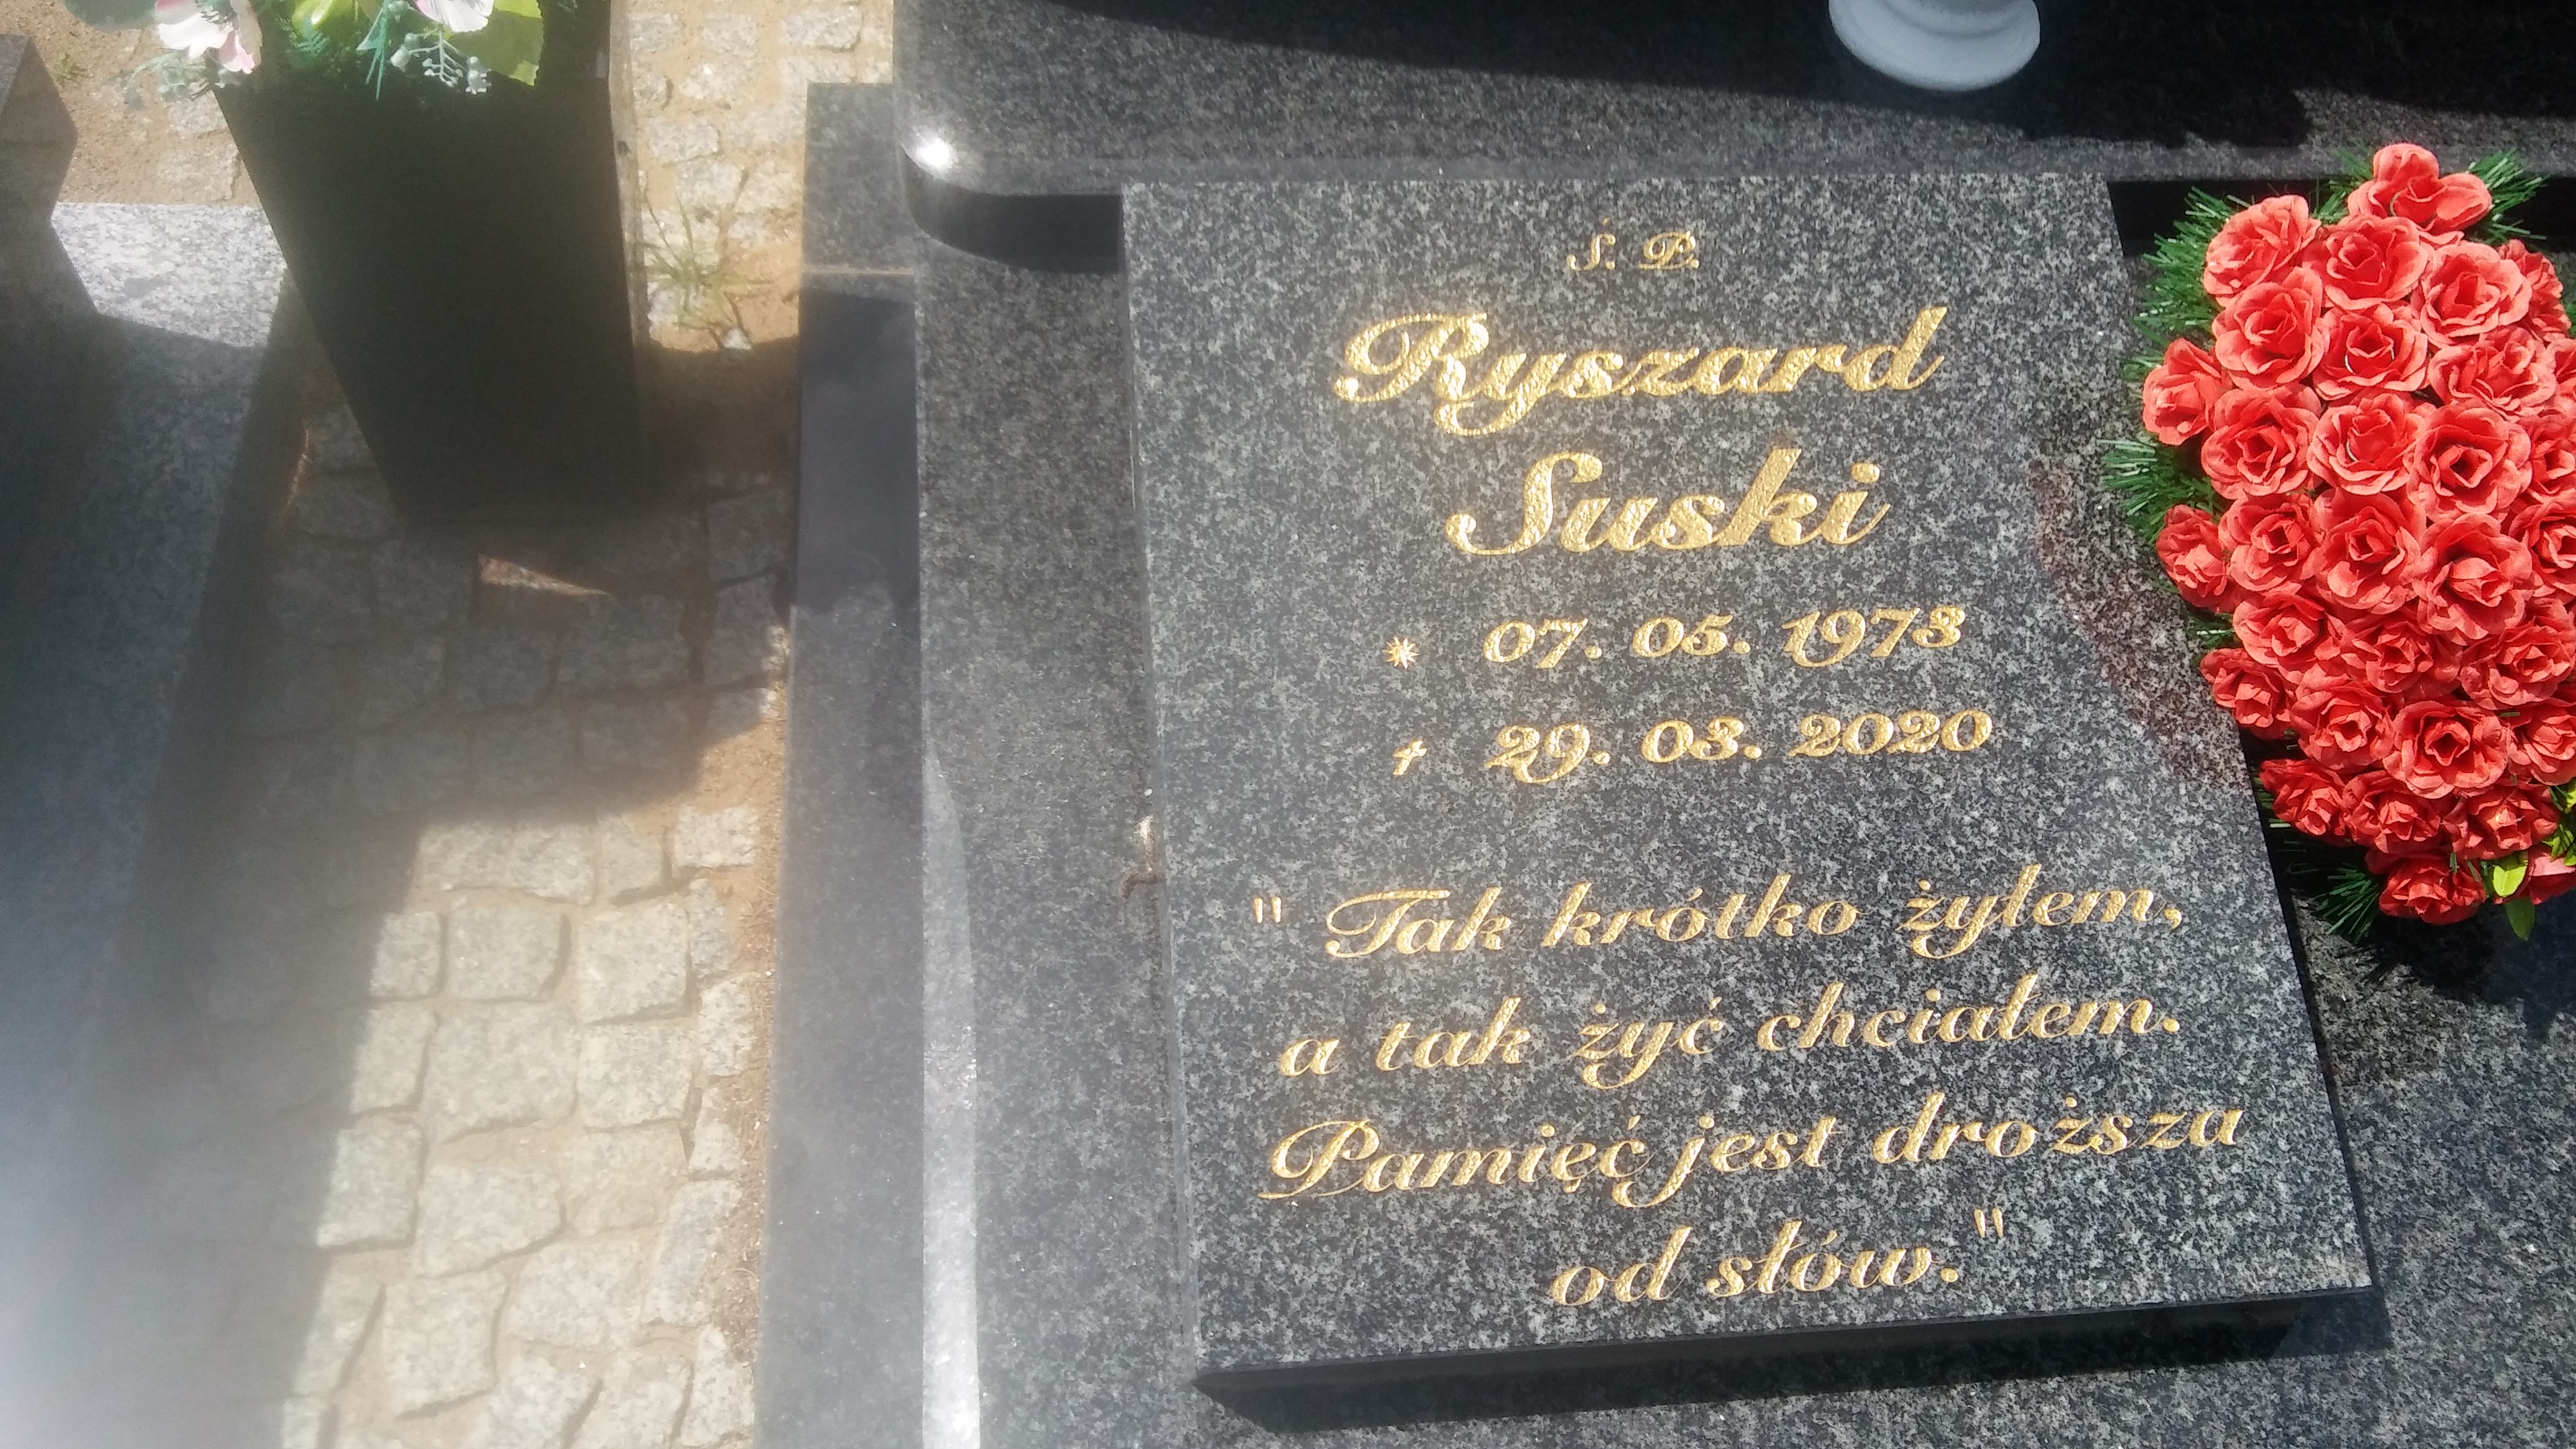 Ś. P.
Ryszard
Suski
* 07. 05. 1973
† 29. 03. 2020
" Tak krótko żyłem,
a tak żyć chciałem.
Pamięć jest droższa
od słów. "